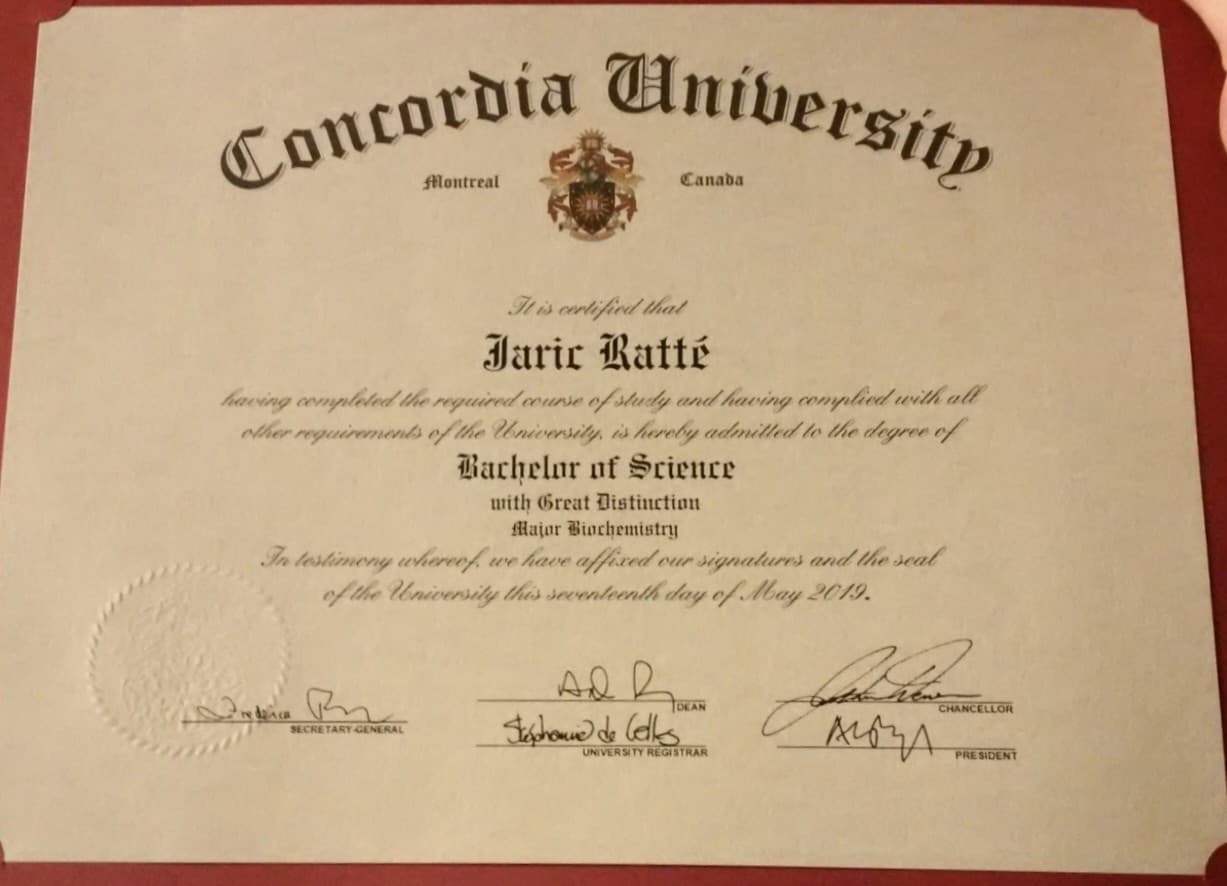 Concordia University
Montreal Canada
It is certified that
Jaric Ratté
having completed the required course of study and having complied with all
other requirements of the University, is hereby admitted to the degree of
Bachelor of Science
with Great Distinction
Major Biochemistry
In testimony whereof, we have affixed our signatures and the seal
of the University this seventeenth day of May 2019.
DEAN
CHANCELLOR
SECRETARY-GENERAL
Stéphanie de Celles
UNIVERSITY REGISTRAR
PRESIDENT